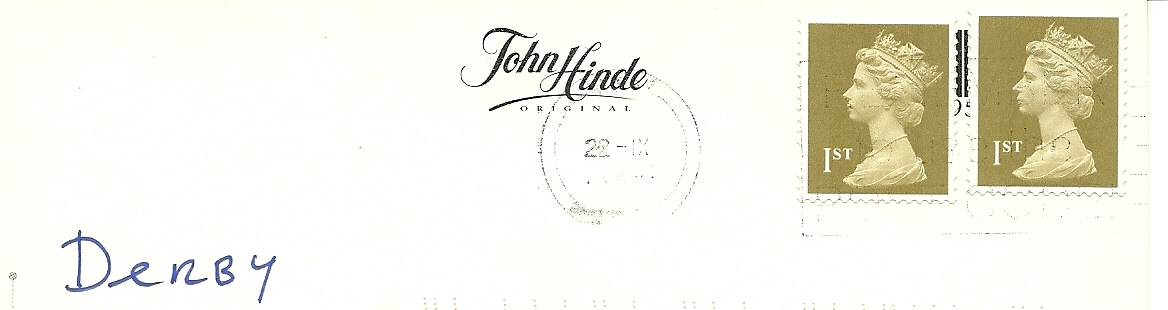 John Hinde
ORIGINAL
22-IX
1ST
1ST
DeRBY